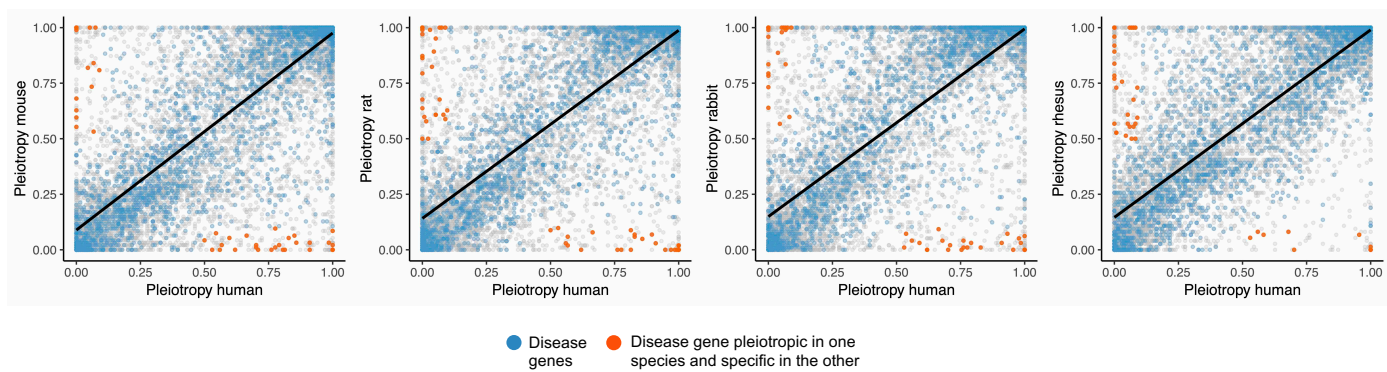 Pleiotropy mouse
1.00
0.75
0.50
0.25
0.00
0.00 0.25 0.50 0.75 1.00
Pleiotropy human
Pleiotropy rat
1.00
0.75
0.50
0.25
0.00
0.00 0.25 0.50 0.75 1.00
Pleiotropy human
Pleiotropy rabbit
1.00
0.75
0.50
0.25
0.00
0.00 0.25 0.50 0.75 1.00
Pleiotropy human
Pleiotropy rhesus
1.00
0.75
0.50
0.25
0.00
0.00 0.25 0.50 0.75 1.00
Pleiotropy human
Disease
genes
Disease gene pleiotropic in one
species and specific in the other